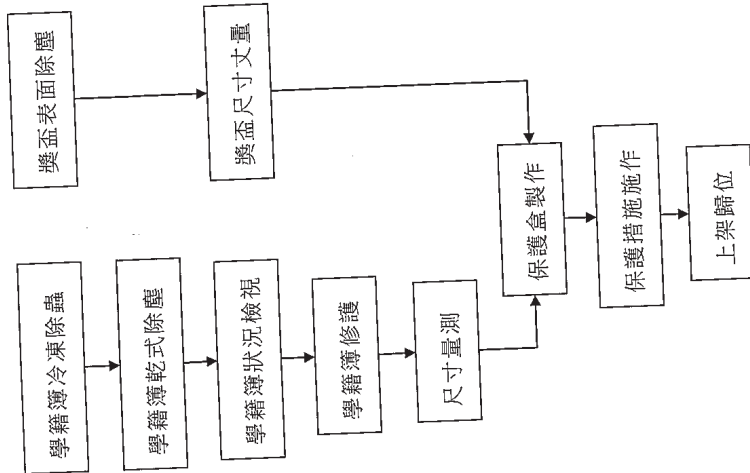 學籍簿冷凍除蟲
學籍簿乾式除塵
學籍簿狀況檢視
學籍簿修護
尺寸量測
獎盃表面除塵
獎盃尺寸丈量
保護盒製作
保護措施施作
上架歸位